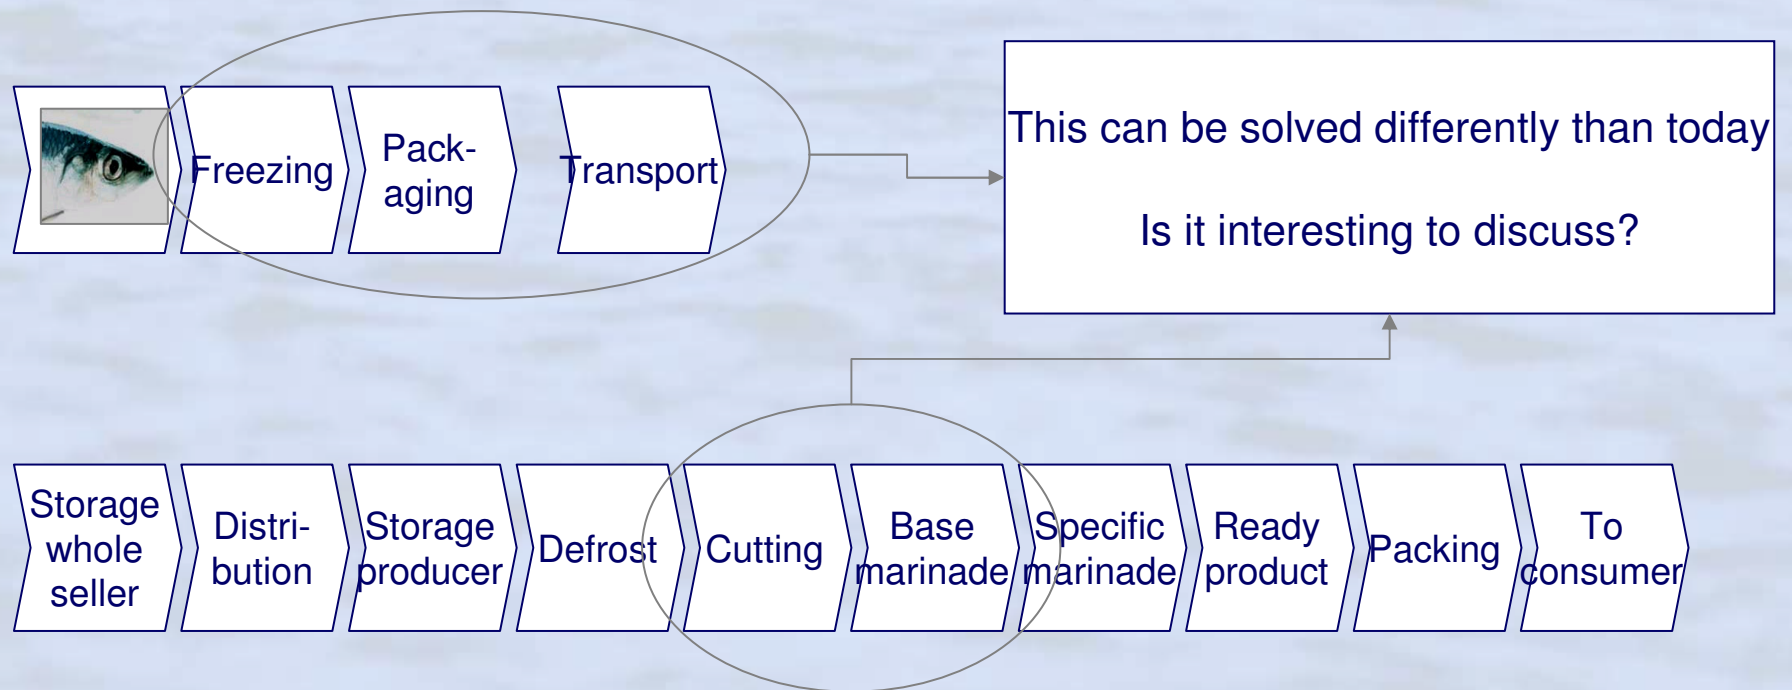 Freezing
Pack-
aging
Transport
This can be solved differently than today
Is it interesting to discuss?
Storage
whole
seller
Distri-
bution
Storage
producer
Defrost
Cutting
Base
marinade
Specific
marinade
Ready
product
Packing
To
consumer